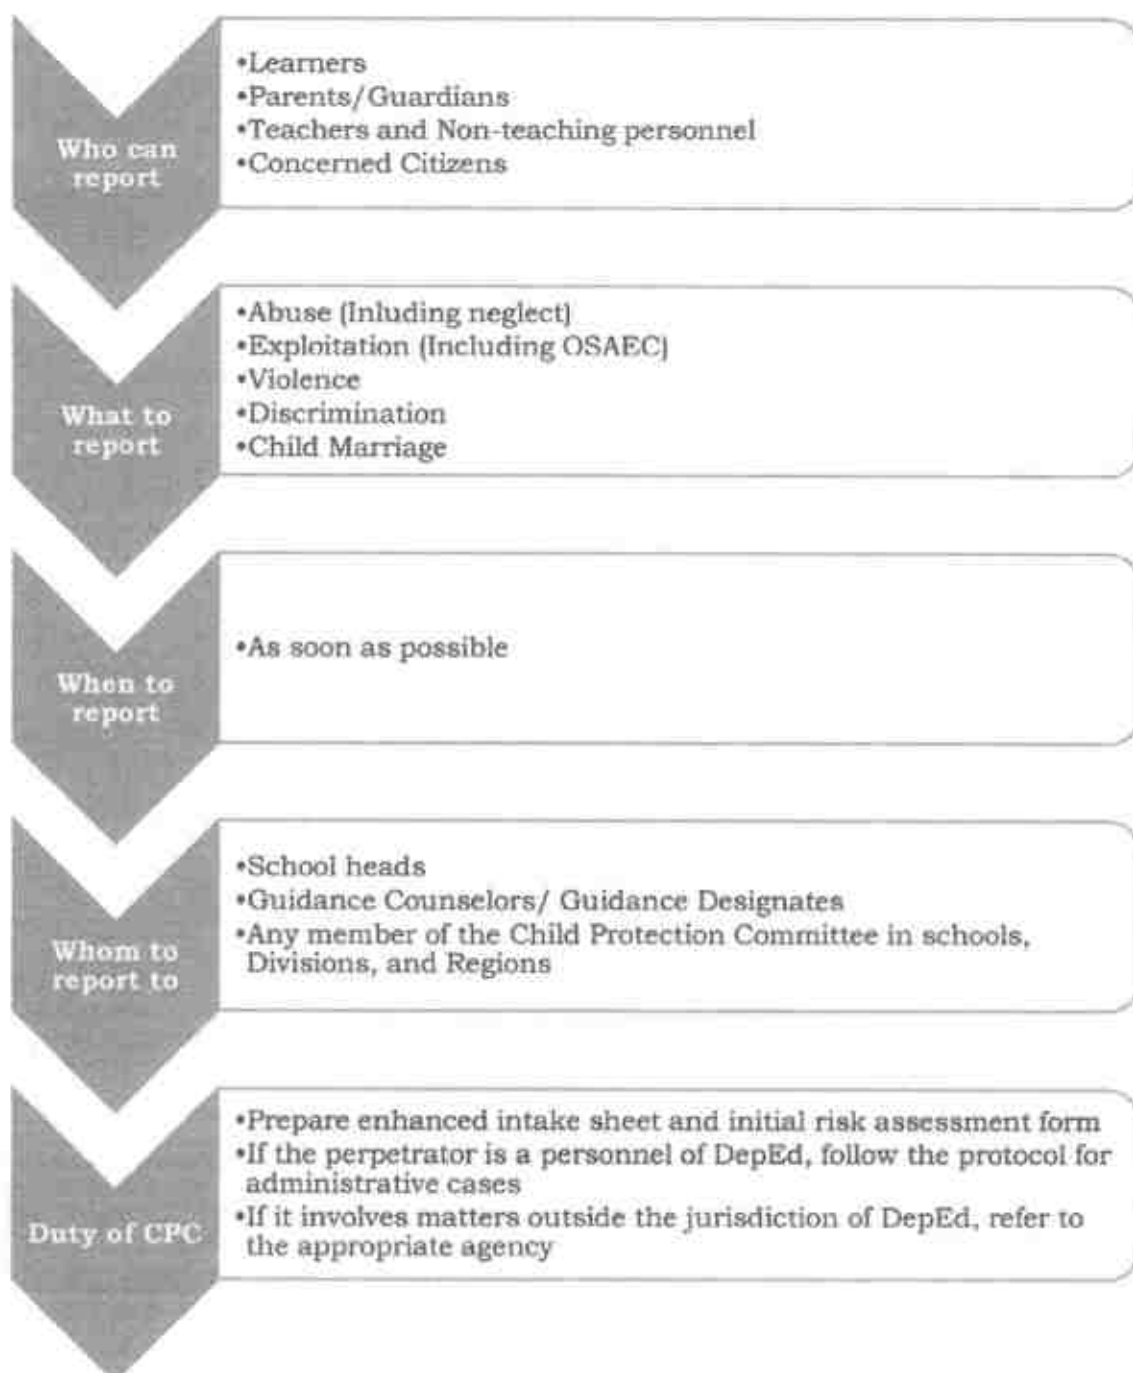 Who can
report
•Learners
•Parents/Guardians
•Teachers and Non-teaching personnel
•Concerned Citizens
What to
report
•Abuse (Inluding neglect)
•Exploitation (Including OSAEC)
•Violence
•Discrimination
•Child Marriage
When to
report
•As soon as possible
Whom to
report to
•School heads
•Guidance Counselors/ Guidance Designates
•Any member of the Child Protection Committee in schools,
Divisions, and Regions
Duty of CPC
•Prepare enhanced intake sheet and initial risk assessment form
•If the perpetrator is a personnel of DepEd, follow the protocol for
administrative cases
•If it involves matters outside the jurisdiction of DepEd, refer to
the appropriate agency